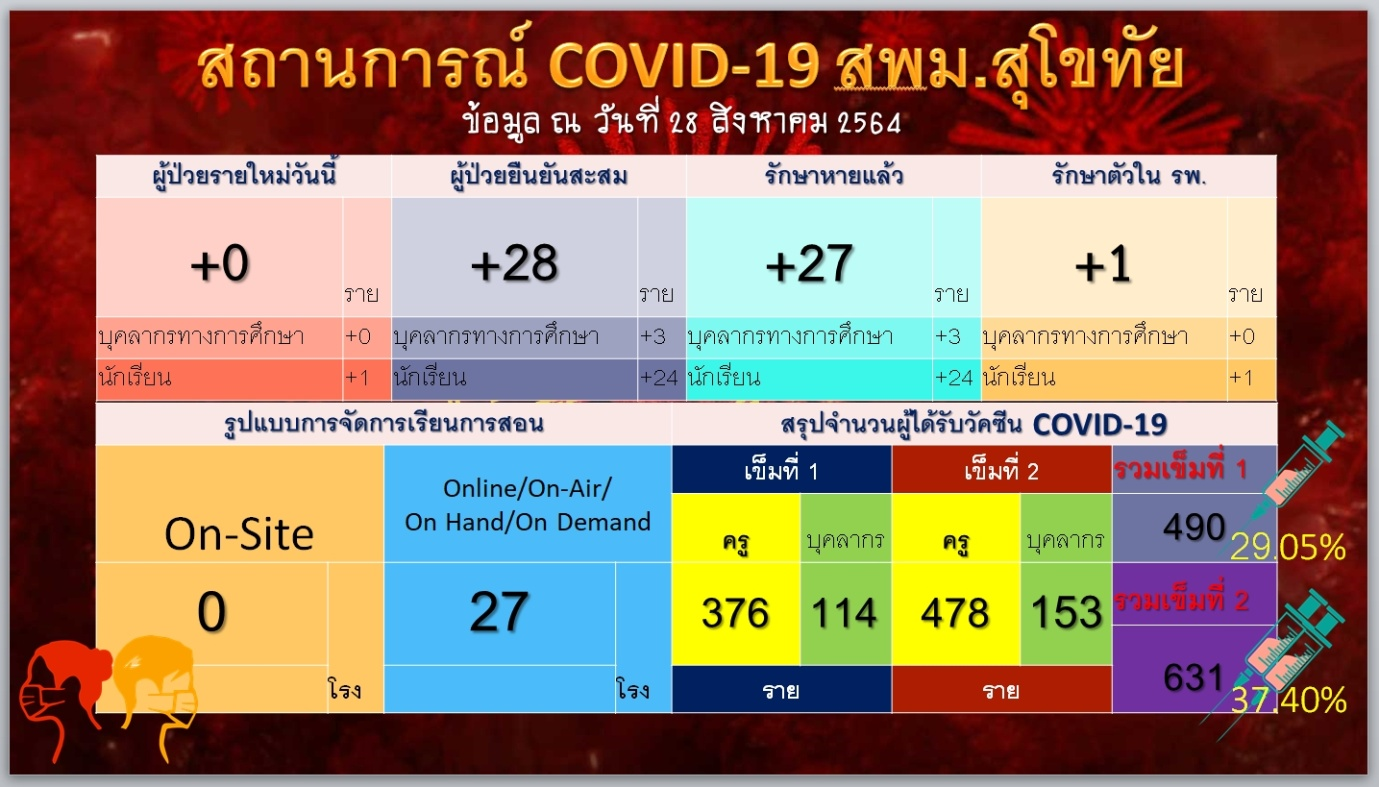 สถานการณ์ COVID-19 สพม.สุโขทัย
ข้อมูล ณ วันที่ 28 สิงหาคม 2564
ผู้ป่วยรายใหม่วันนี้ ผู้ป่วยยืนยันสะสม รักษาหายแล้ว รักษาตัวใน รพ.
+0 ราย +28 ราย +27 ราย +1 ราย
บุคลากรทางการศึกษา +0 บุคลากรทางการศึกษา +3 บุคลากรทางการศึกษา +3 บุคลากรทางการศึกษา +0
นักเรียน +1 นักเรียน +24 นักเรียน +24 นักเรียน +1
รูปแบบการจัดการเรียนการสอน
On-Site
Online/On-Air/
On Hand/On Demand
0 โรง
27 โรง
สรุปจำนวนผู้ได้รับวัคซีน COVID-19
เข็มที่ 1 เข็มที่ 2 รวมเข็มที่ 1
ครู บุคลากร ครู บุคลากร 490 29.05%
376 114 478 153 รวมเข็มที่ 2
ราย ราย 631 37.40%